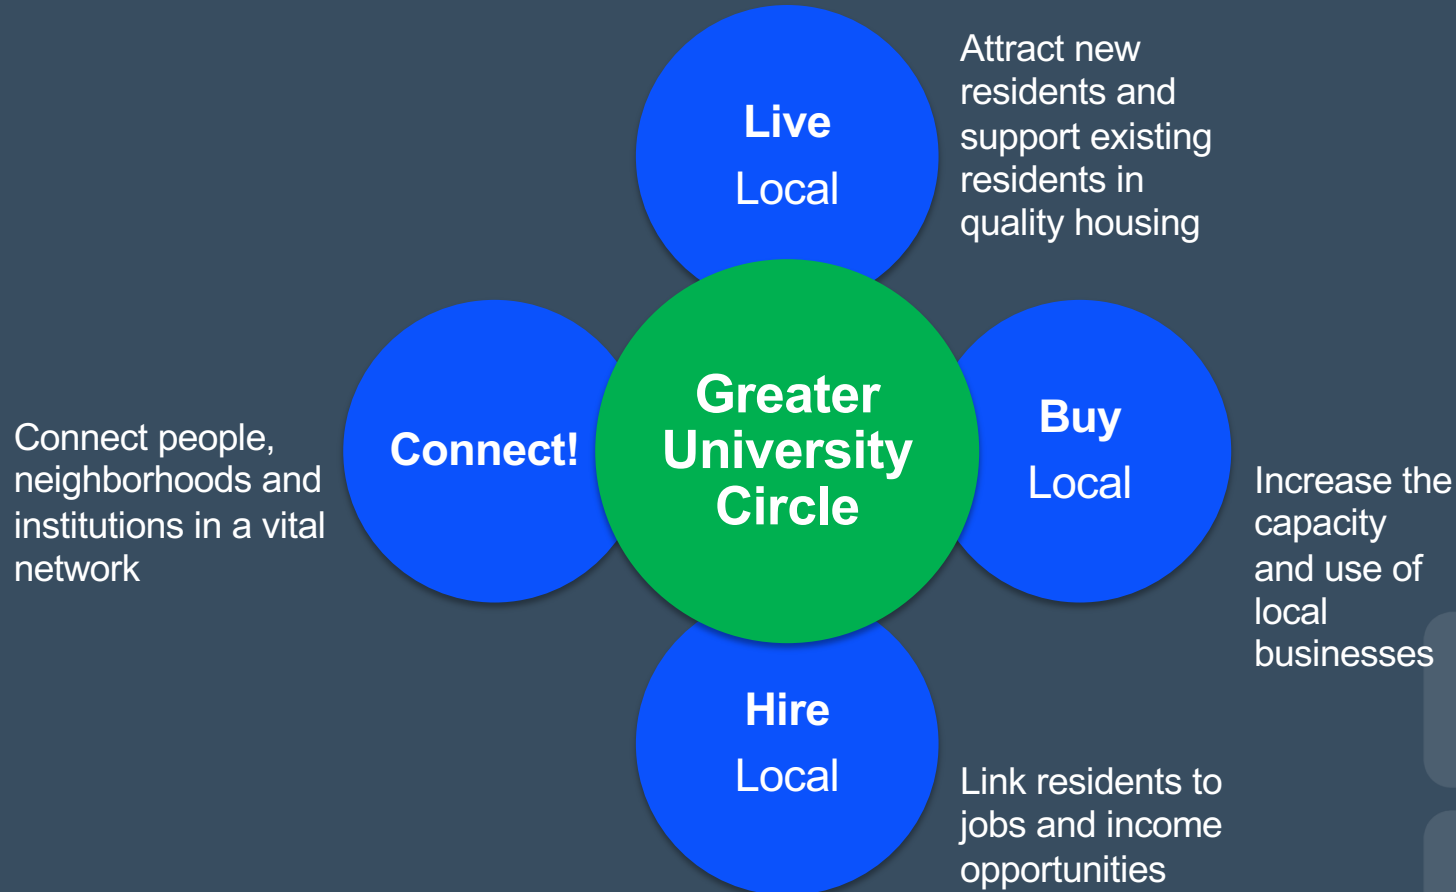 Live
Local
Attract new
residents and
support existing
residents in
quality housing
Greater
University
Circle
Buy
Local
Increase the
capacity
and use of
local
businesses
Hire
Local
Link residents to
jobs and income
opportunities
Connect!
Connect people,
neighborhoods and
institutions in a vital
network